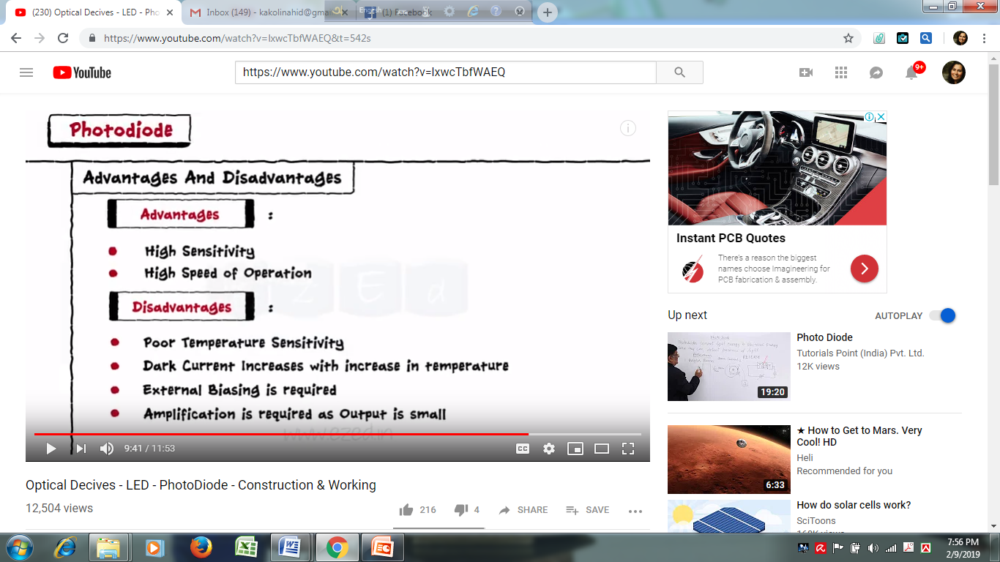 (230) Optical Decives - LED - Pho
Inbox (149) - kakolinahid@gma
English
(1) Facebook
https://www.youtube.com/watch?v=IxwcTbfWAEQ&t=542s
YouTube
https://www.youtube.com/watch?v=IxwcTbfWAEQ
9+
Photodiode
Advantages And Disadvantages
Advantages :
High Sensitivity
High Speed of Operation
Disadvantages :
Poor Temperature Sensitivity
Dark Current Increases with increase in temperature
External Biasing is required
Amplification is required as Output is small
www.ezed.in
9:41 / 11:53
CC
Optical Decives - LED - PhotoDiode - Construction & Working
12,504 views
216
4
SHARE
SAVE
Instant PCB Quotes
There's a reason the biggest
names choose Imagineering for
PCB fabrication & assembly.
Up next
AUTOPLAY
Photo Diode
Tutorials Point (India) Pvt. Ltd.
12K views
19:20
★ How to Get to Mars. Very
Cool! HD
Heli
Recommended for you
6:33
How do solar cells work?
SciToons
7:56 PM
2/9/2019